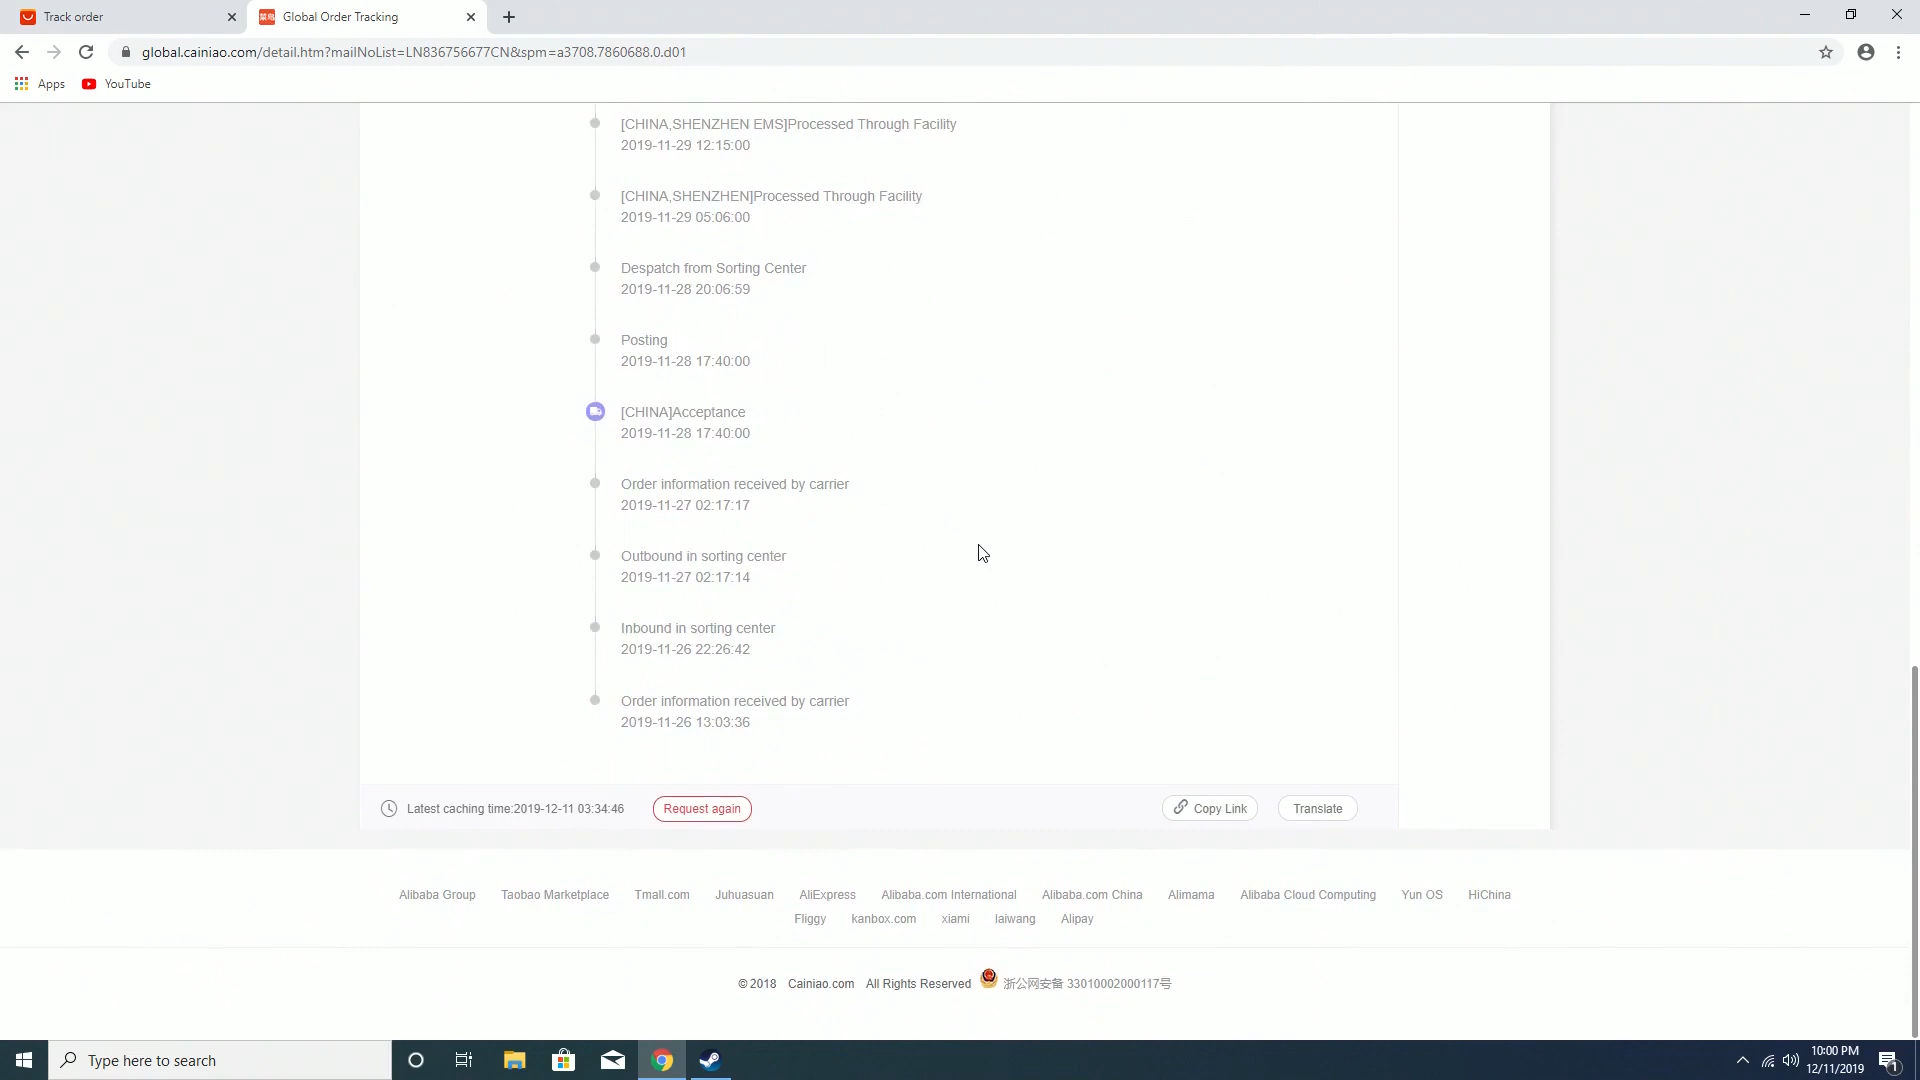 Track order
Global Order Tracking
global.cainiao.com/detail.htm?mailNoList=LN836756677CN&spm=a3708.7860688.0.d01
Apps
YouTube
[CHINA,SHENZHEN EMS]Processed Through Facility
2019-11-29 12:15:00
[CHINA,SHENZHEN]Processed Through Facility
2019-11-29 05:06:00
Despatch from Sorting Center
2019-11-28 20:06:59
Posting
2019-11-28 17:40:00
[CHINA]Acceptance
2019-11-28 17:40:00
Order information received by carrier
2019-11-27 02:17:17
Outbound in sorting center
2019-11-27 02:17:14
Inbound in sorting center
2019-11-26 22:26:42
Order information received by carrier
2019-11-26 13:03:36
Latest caching time:2019-12-11 03:34:46
Request again
Copy Link
Translate
Alibaba Group Taobao Marketplace Tmall.com Juhuasuan AliExpress Alibaba.com International Alibaba.com China Alimama Alibaba Cloud Computing Yun OS HiChina
Fliggy kanbox.com xiami laiwang Alipay
© 2018 Cainiao.com All Rights Reserved 浙公网安备 33010002000117号
Type here to search
10:00 PM
12/11/2019
1